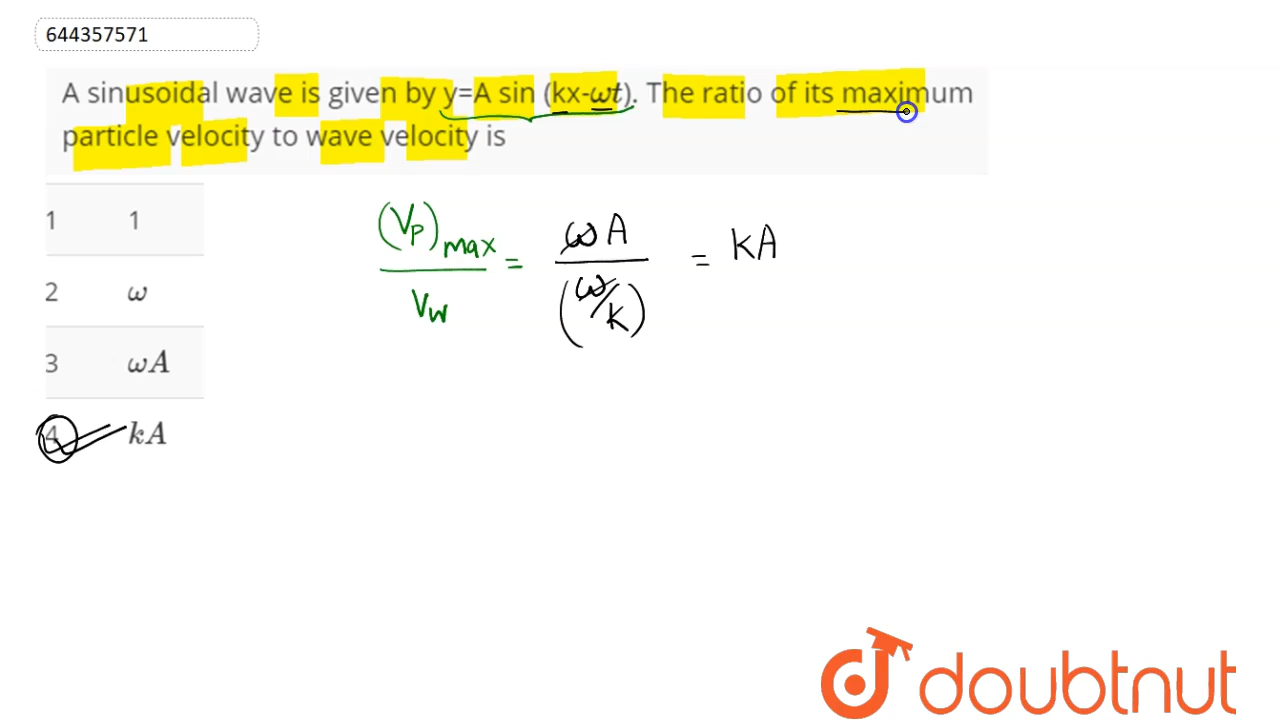 644357571
A sinusoidal wave is given by y=A sin (kx-ωt). The ratio of its maximum
particle velocity to wave velocity is
1 1
2 ω
3 ωA
4 kA
(Vp)max / Vw = ωA / (ω/k) = kA
doubtnut